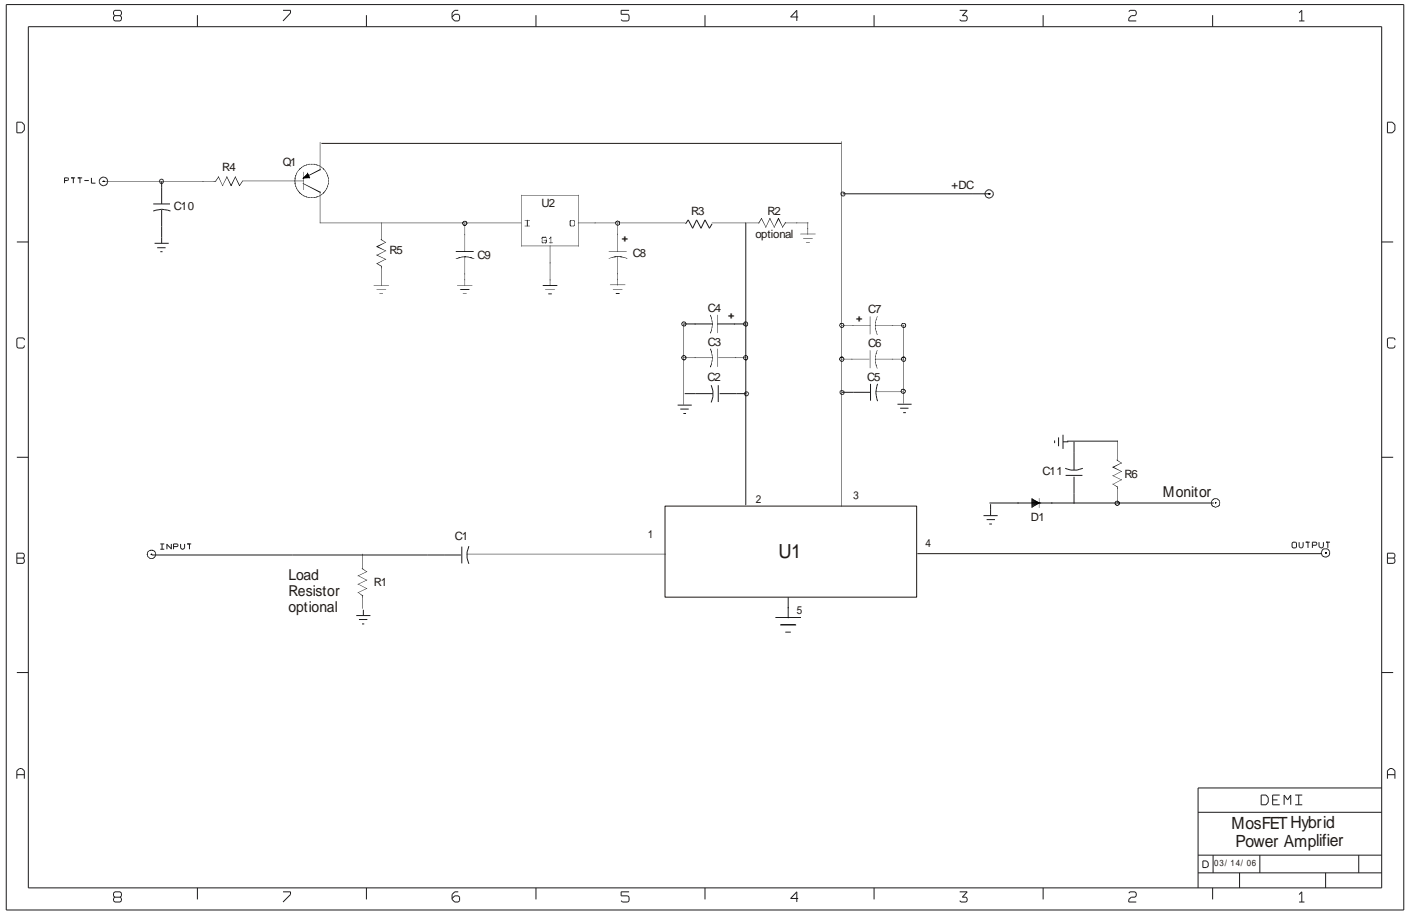 8 7 6 5 4 3 2 1
D D
Q1
R4
PTT-L
C10
+DC
U2
R3 R2
I O
optional
G1
R5 C9 C8
+
C4 +
C7
+
C C
C3 C6
C2 C5
C11 R6
Monitor
2 3
D1
1
C1
INPUT
U1
4
OUTPUT
B B
Load
Resistor
optional
R1
5
A A
DEMI
MosFET Hybrid
Power Amplifier
D 03/ 14/ 06
8 7 6 5 4 3 2 1